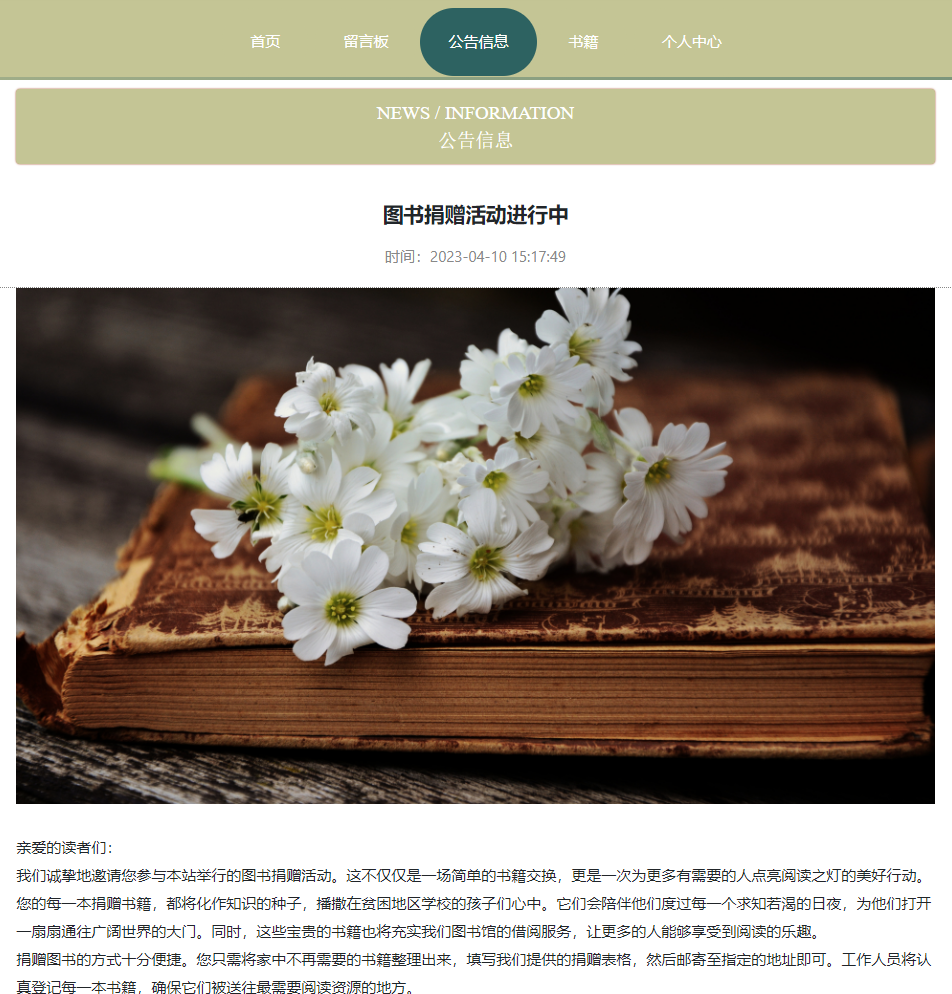 首页 留言板 公告信息 书籍 个人中心
NEWS / INFORMATION
公告信息
图书捐赠活动进行中
时间：2023-04-10 15:17:49
亲爱的读者们：
我们诚挚地邀请您参与本站举行的图书捐赠活动。这不仅仅是一场简单的书籍交换，更是一次为更多有需要的人点亮阅读之灯的美好行动。
您的每一本捐赠书籍，都将化作知识的种子，播撒在贫困地区学校的孩子们心中。它们会陪伴他们度过每一个求知若渴的日夜，为他们打开
一扇扇通往广阔世界的大门。同时，这些宝贵的书籍也将充实我们图书馆的借阅服务，让更多的人能够享受到阅读的乐趣。
捐赠图书的方式十分便捷。您只需将家中不再需要的书籍整理出来，填写我们提供的捐赠表格，然后邮寄至指定的地址即可。工作人员将认
真登记每一本书籍，确保它们被送往最需要阅读资源的地方。